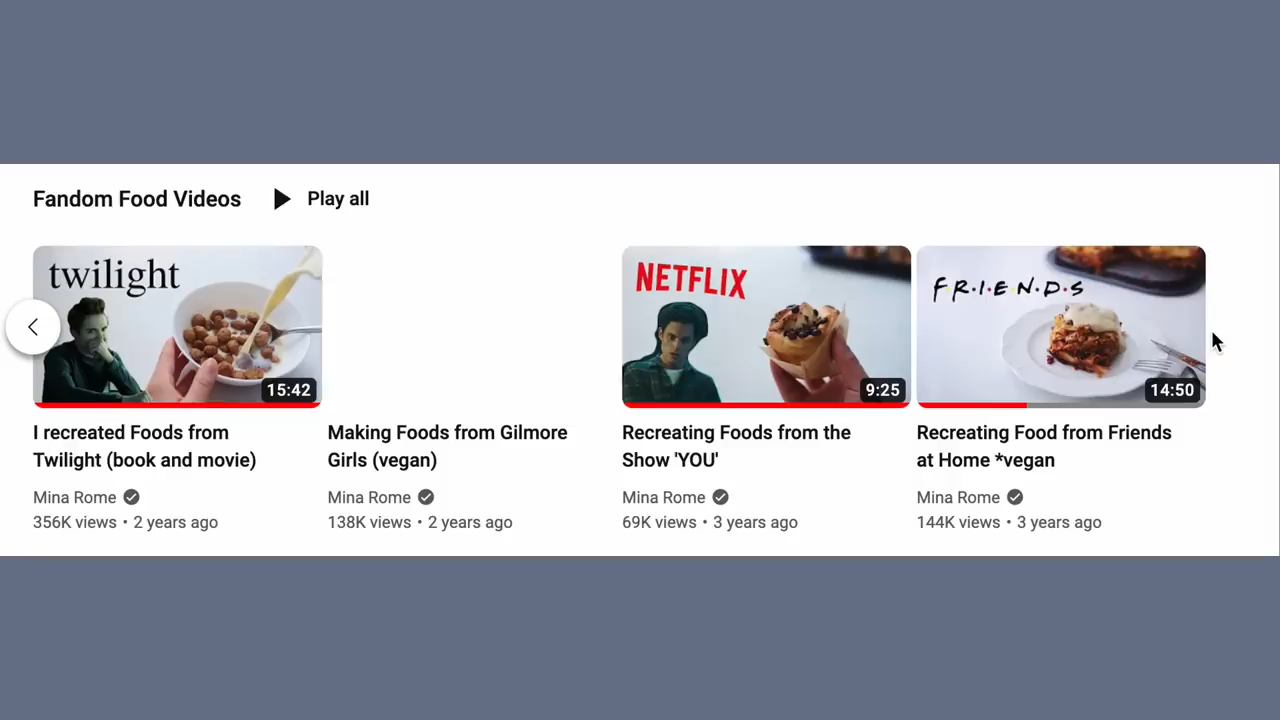 Fandom Food Videos
Play all
twilight
15:42
NETFLIX
9:25
F·R·I·E·N·D·S
14:50
I recreated Foods from
Twilight (book and movie)
Mina Rome
356K views • 2 years ago
Making Foods from Gilmore
Girls (vegan)
Mina Rome
138K views • 2 years ago
Recreating Foods from the
Show 'YOU'
Mina Rome
69K views • 3 years ago
Recreating Food from Friends
at Home *vegan
Mina Rome
144K views • 3 years ago